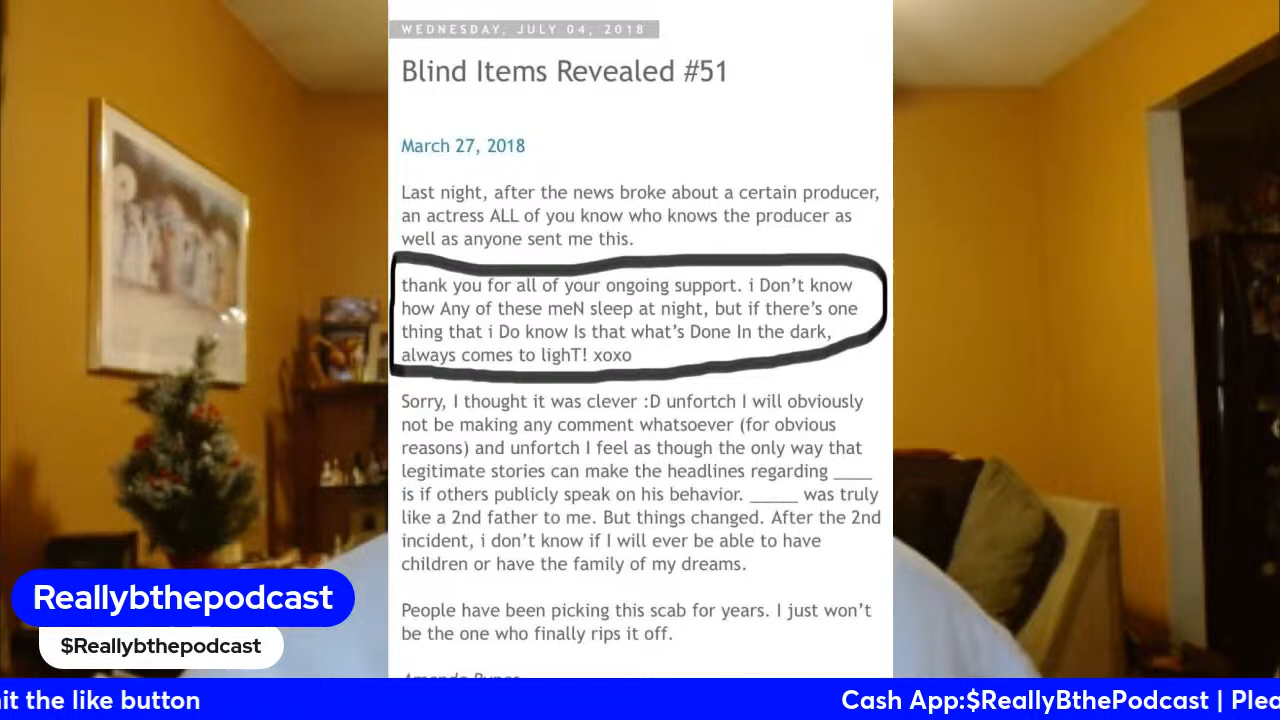 WEDNESDAY, JULY 04, 2018
Blind Items Revealed #51
March 27, 2018
Last night, after the news broke about a certain producer,
an actress ALL of you know who knows the producer as
well as anyone sent me this.
thank you for all of your ongoing support. i Don't know
how Any of these meN sleep at night, but if there's one
thing that i Do know Is that what's Done In the dark,
always comes to lighT! xoxo
Sorry, I thought it was clever :D unfortch I will obviously
not be making any comment whatsoever (for obvious
reasons) and unfortch I feel as though the only way that
legitimate stories can make the headlines regarding ____
is if others publicly speak on his behavior. _____ was truly
like a 2nd father to me. But things changed. After the 2nd
incident, i don't know if I will ever be able to have
children or have the family of my dreams.
People have been picking this scab for years. I just won't
be the one who finally rips it off.
Reallybthepodcast
$Reallybthepodcast
it the like button
Cash App:$ReallyBthePodcast | Plea